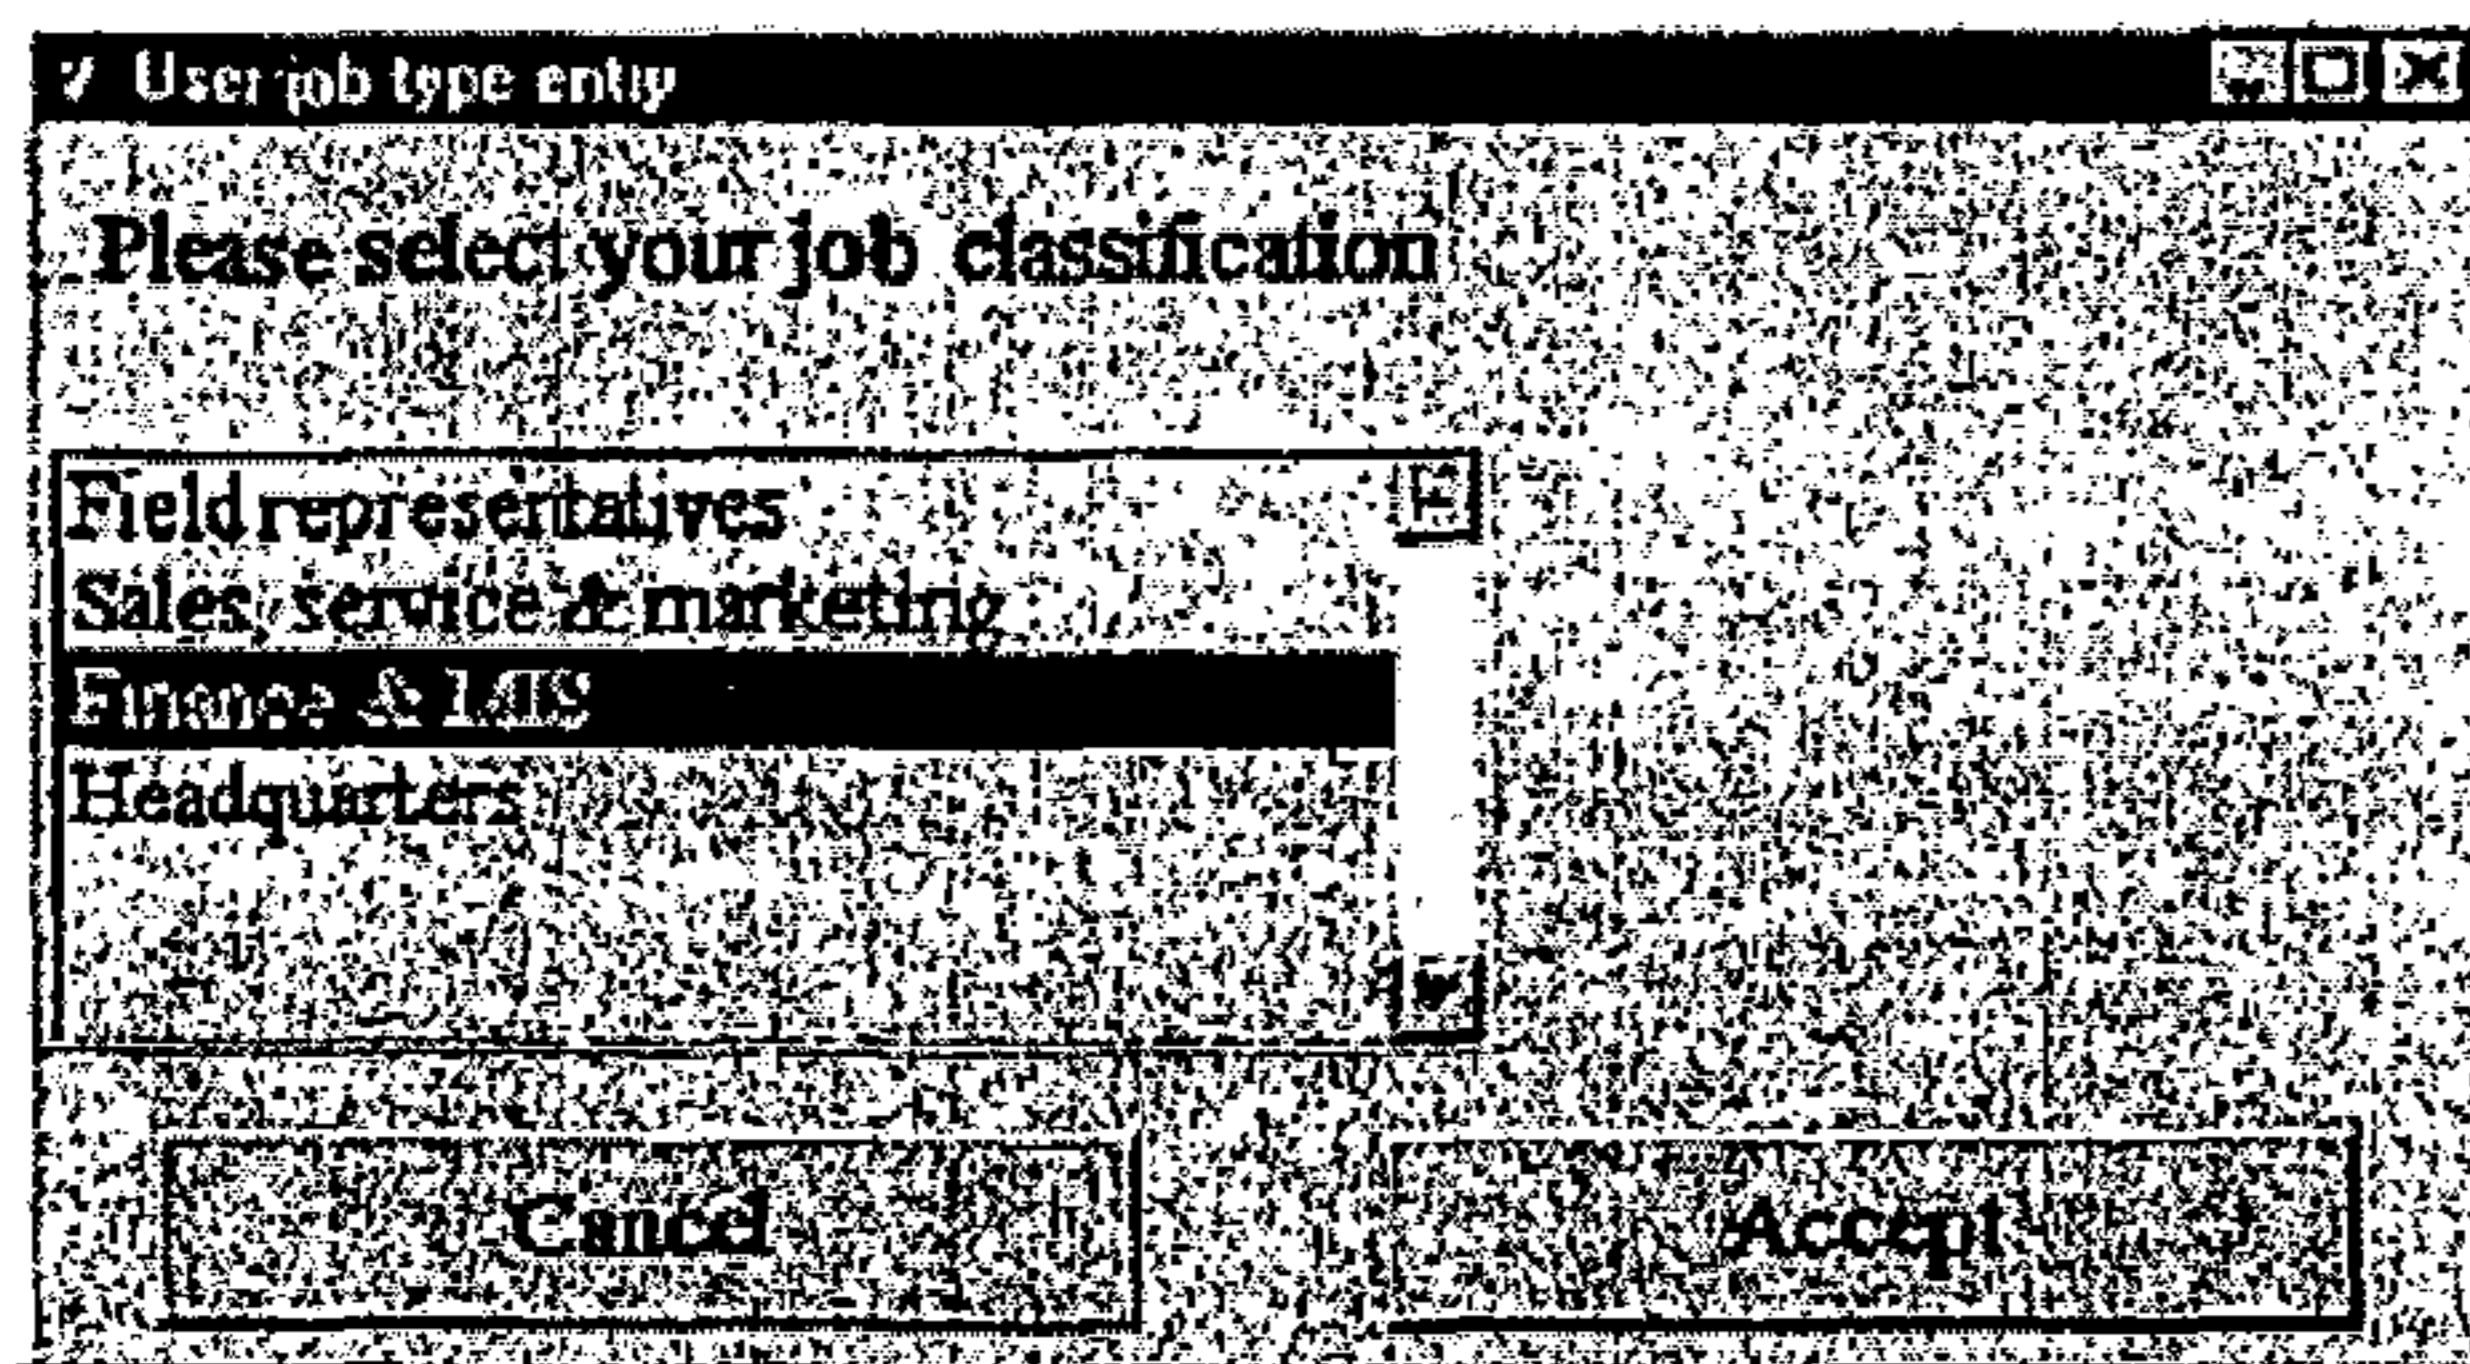 User job type entry
Please select your job classification
Field representatives
Sales, service & marketing
Finance & MIS
Headquarters
Cancel
Accept